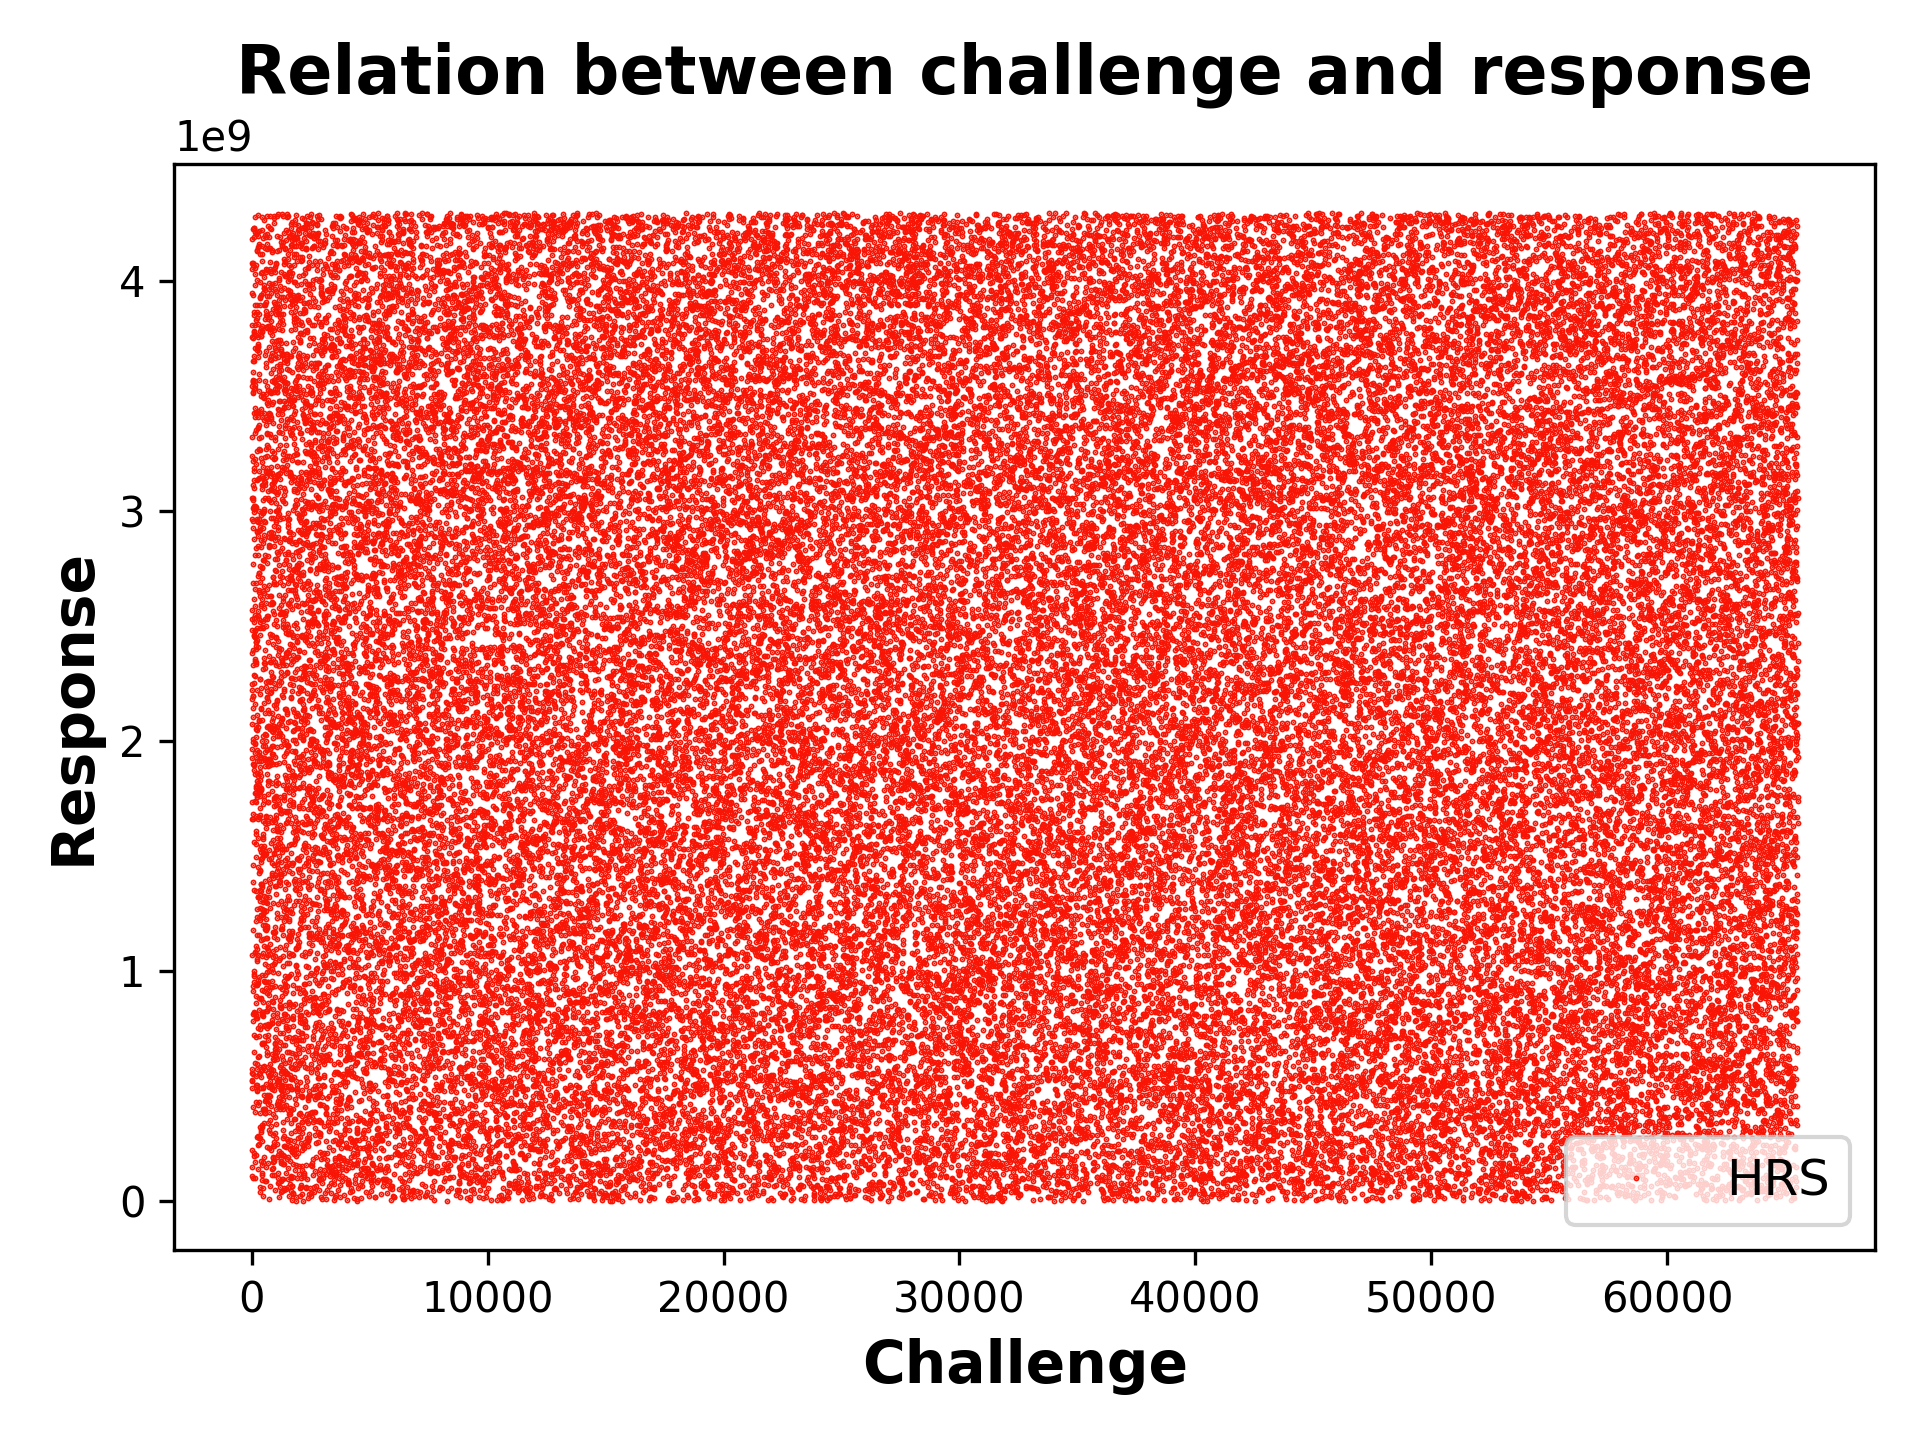 Relation between challenge and response
1e9
4
3
2
1
0
Response
HRS
0 10000 20000 30000 40000 50000 60000
Challenge